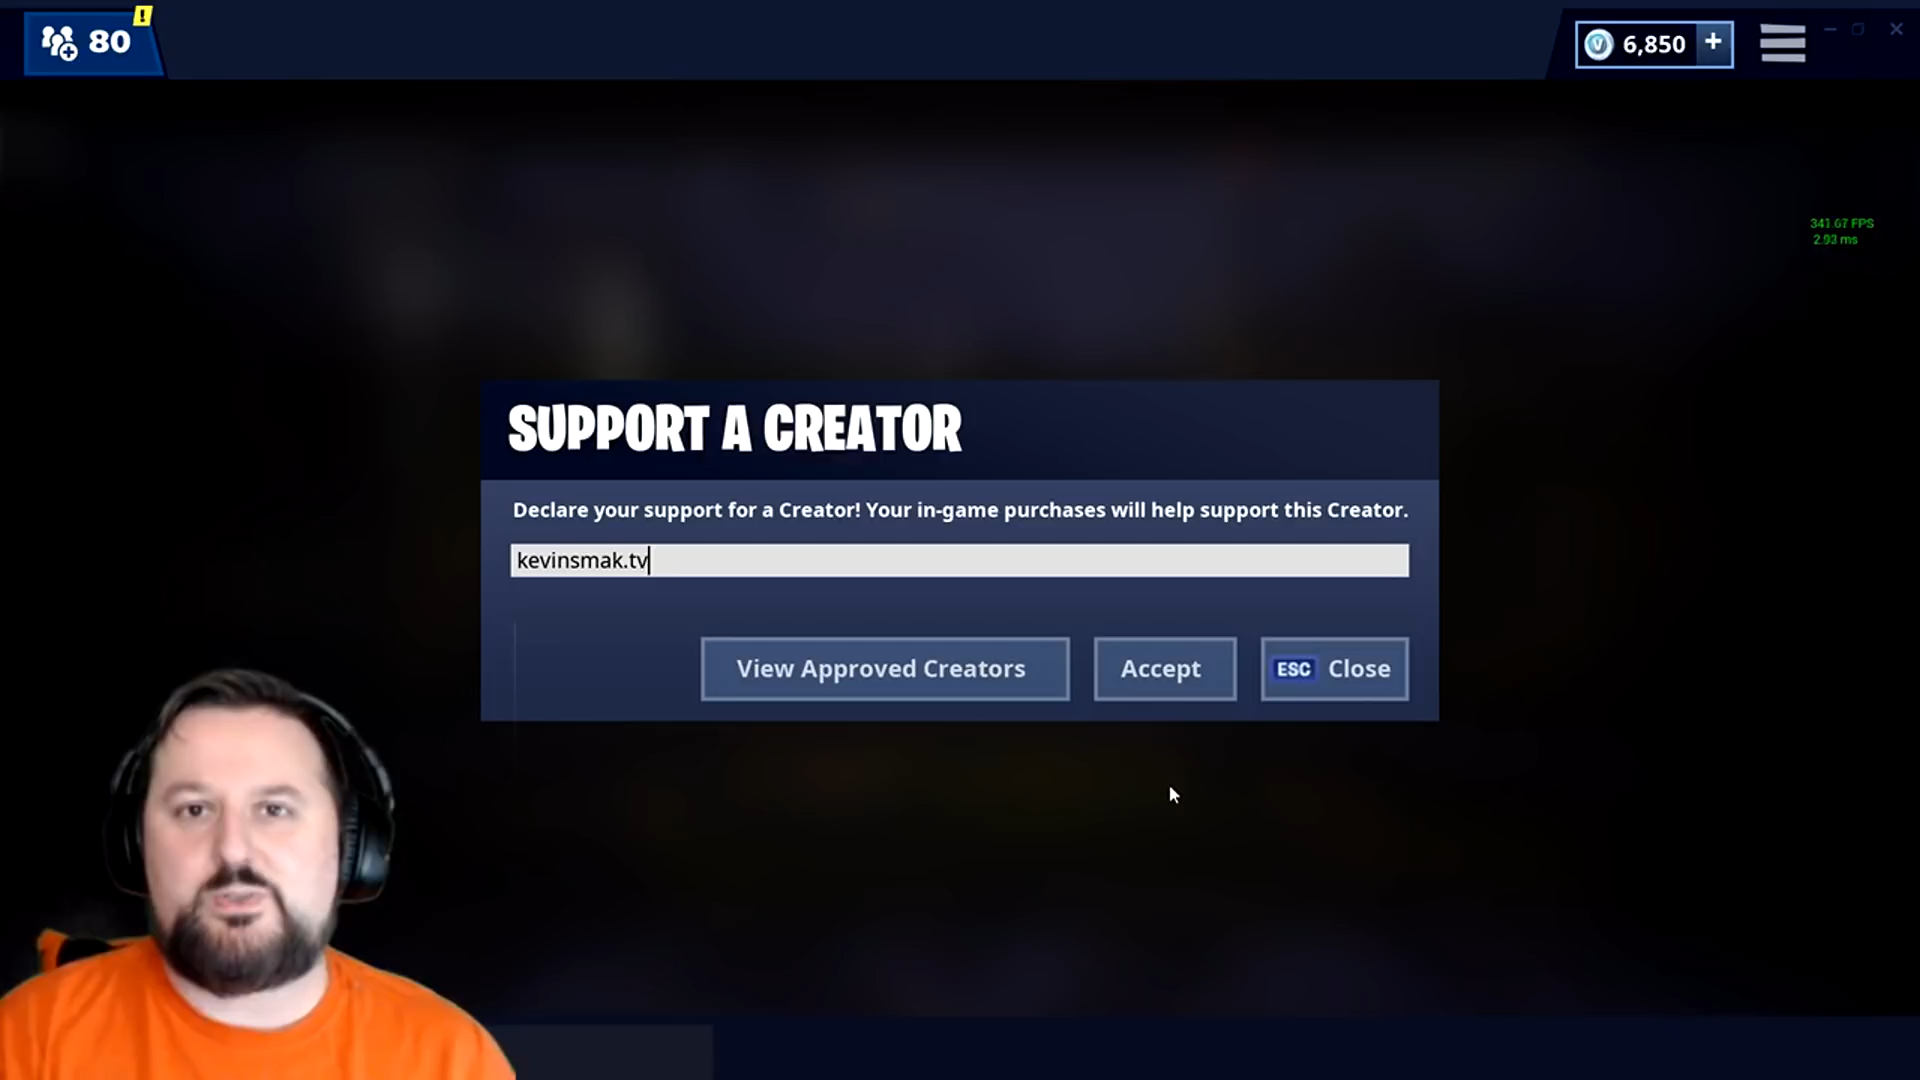 80
!
6,850 +
341.67 FPS
2.93 ms
SUPPORT A CREATOR
Declare your support for a Creator! Your in-game purchases will help support this Creator.
kevinsmak.tv
View Approved Creators
Accept
ESC Close